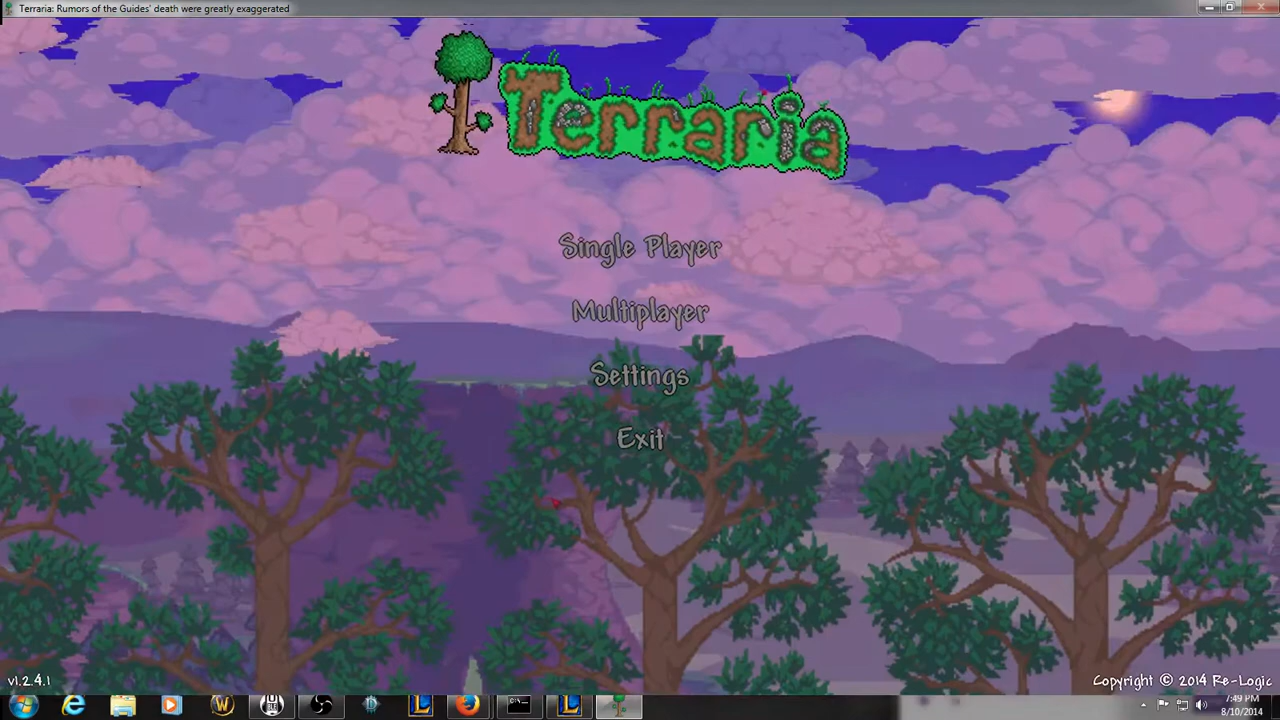 Terraria: Rumors of the Guides' death were greatly exaggerated
Terraria
Single Player
Multiplayer
Settings
Exit
v1.2.4.1
Copyright © 2014 Re-Logic
7:49 PM
8/10/2014